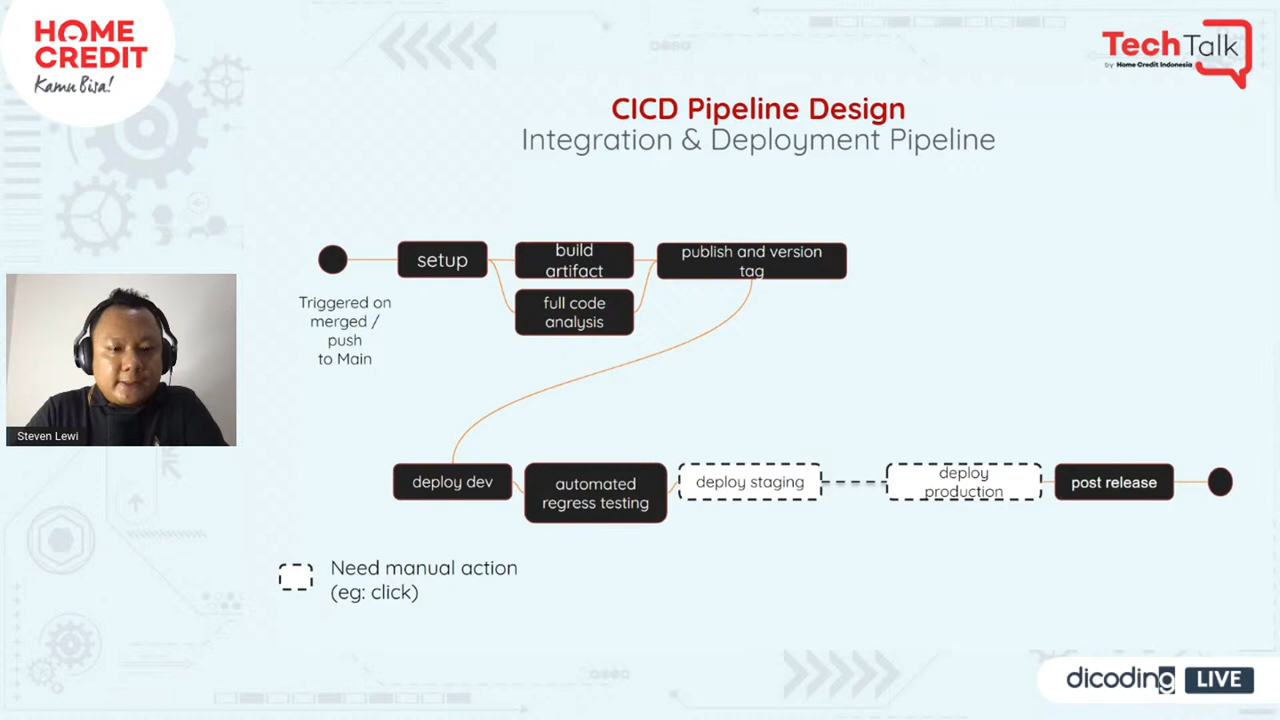 HOME
CREDIT
Kamu Bisa!
TechTalk
by Home Credit Indonesia
CICD Pipeline Design
Integration & Deployment Pipeline
setup
build
artifact
publish and version
tag
full code
analysis
Triggered on
merged /
push
to Main
Steven Lewi
deploy dev
automated
regress testing
deploy staging
deploy
production
post release
Need manual action
(eg: click)
dicoding LIVE